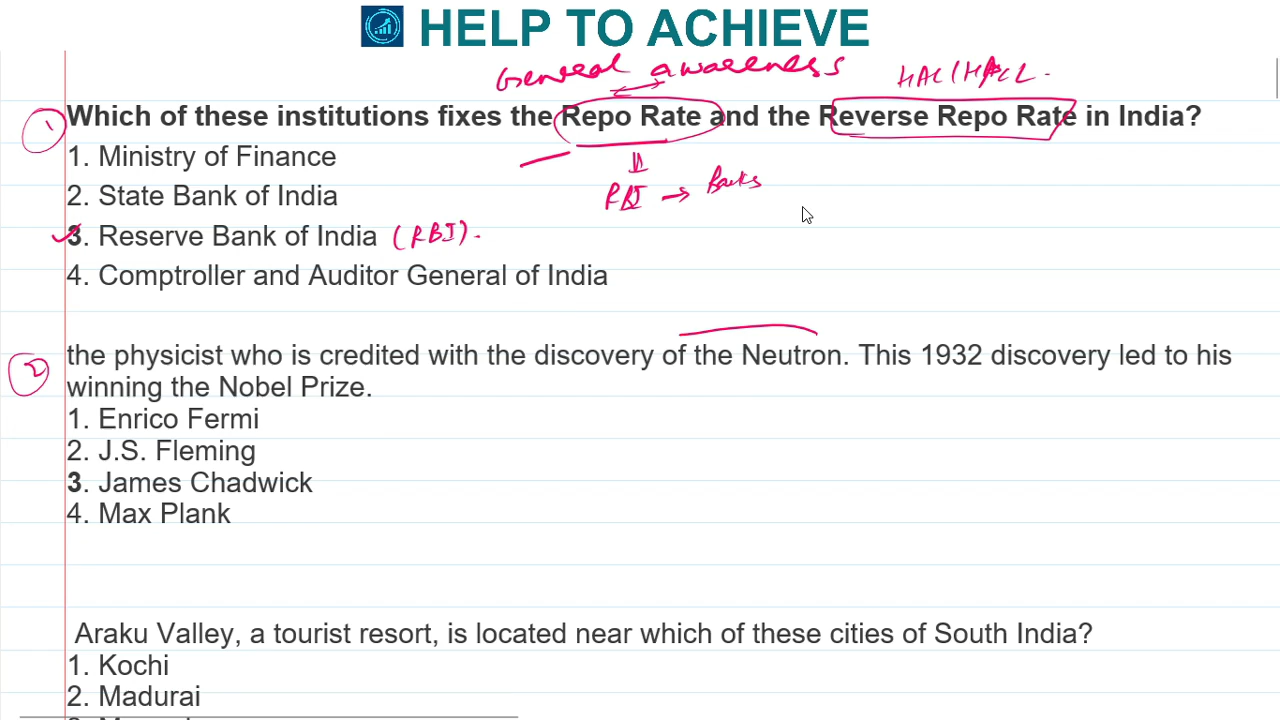 HELP TO ACHIEVE
General awareness
1 Which of these institutions fixes the Repo Rate and the Reverse Repo Rate in India?
1. Ministry of Finance
RBI → Banks
2. State Bank of India
3. Reserve Bank of India (RBI).
4. Comptroller and Auditor General of India
2 the physicist who is credited with the discovery of the Neutron. This 1932 discovery led to his
winning the Nobel Prize.
1. Enrico Fermi
2. J.S. Fleming
3. James Chadwick
4. Max Plank
Araku Valley, a tourist resort, is located near which of these cities of South India?
1. Kochi
2. Madurai